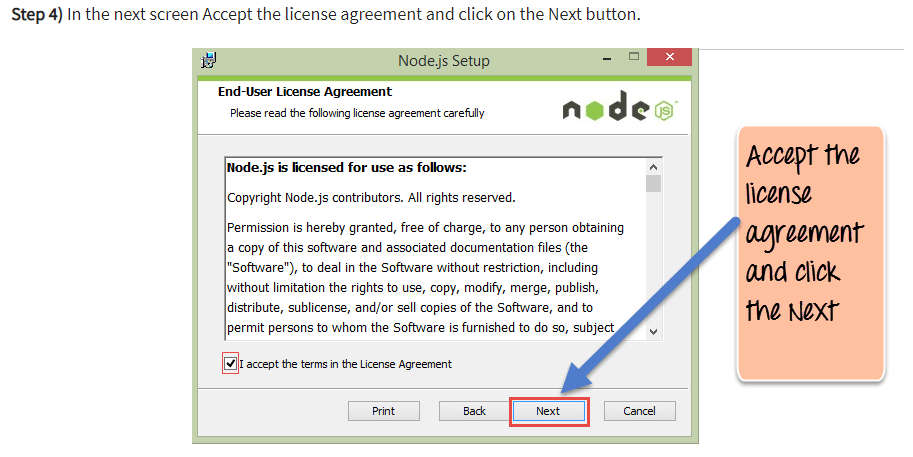 Step 4) In the next screen Accept the license agreement and click on the Next button.
Node.js Setup
End-User License Agreement
Please read the following license agreement carefully
node JS
Node.js is licensed for use as follows:
Copyright Node.js contributors. All rights reserved.
Permission is hereby granted, free of charge, to any person obtaining
a copy of this software and associated documentation files (the
"Software"), to deal in the Software without restriction, including
without limitation the rights to use, copy, modify, merge, publish,
distribute, sublicense, and/or sell copies of the Software, and to
permit persons to whom the Software is furnished to do so, subject
I accept the terms in the License Agreement
Print
Back
Next
Cancel
Accept the
license
agreement
and click
the Next